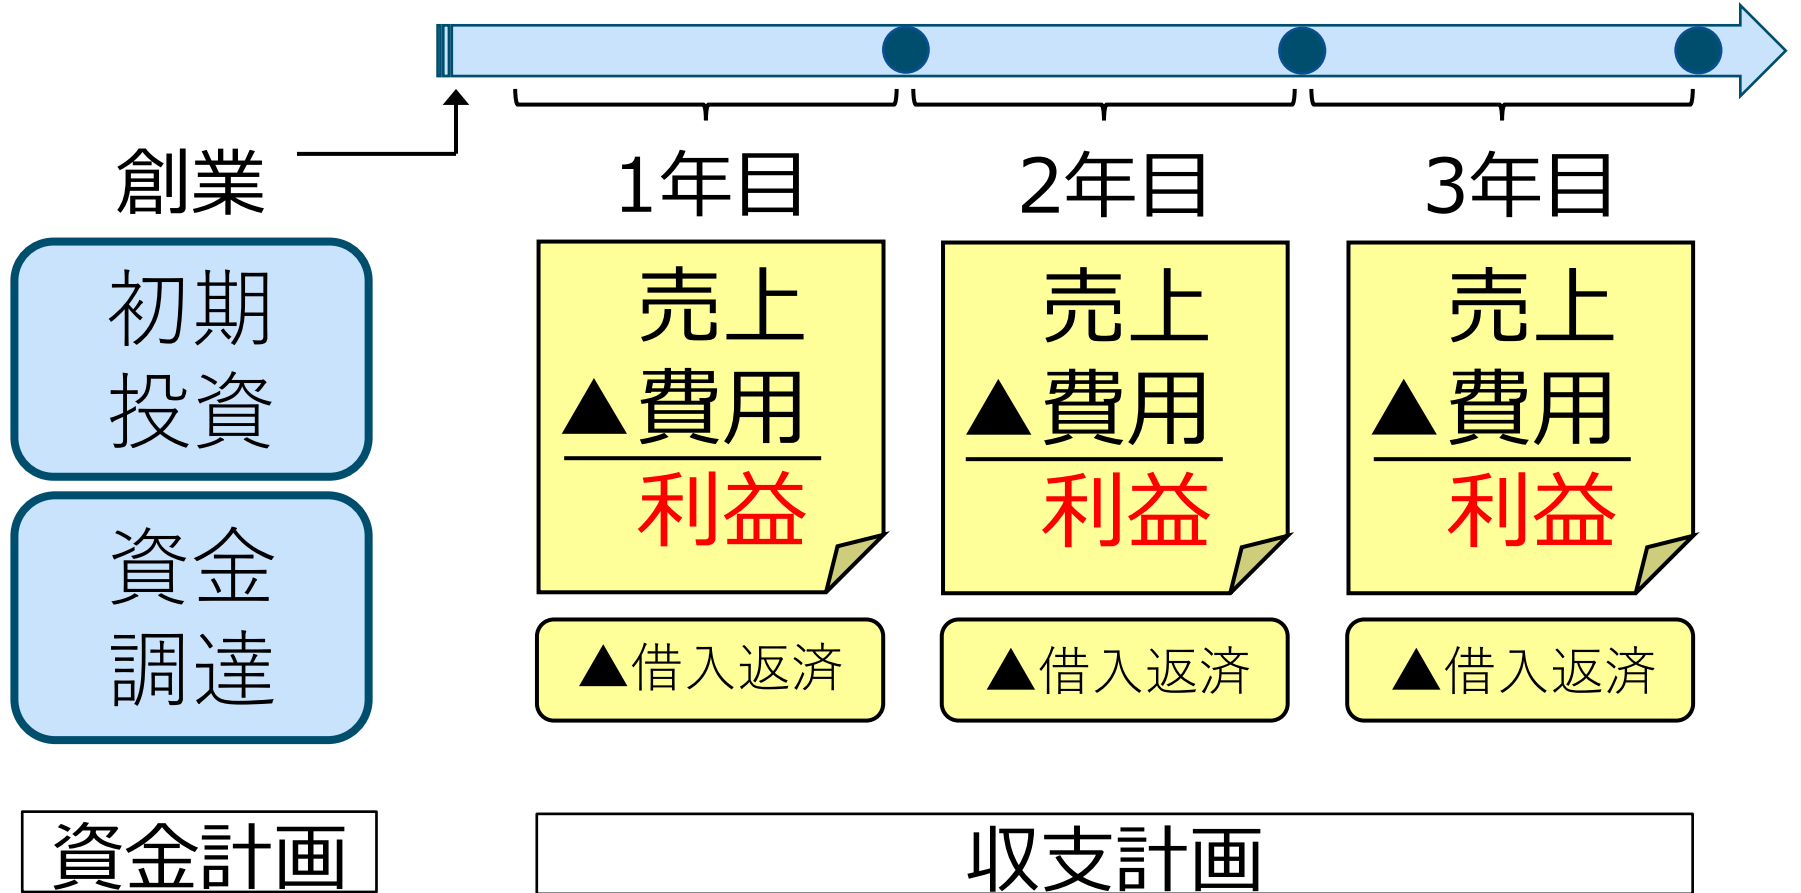 創業
初期
投資
資金
調達
資金計画
1年目
売上
▲費用
利益
▲借入返済
2年目
売上
▲費用
利益
▲借入返済
3年目
売上
▲費用
利益
▲借入返済
収支計画